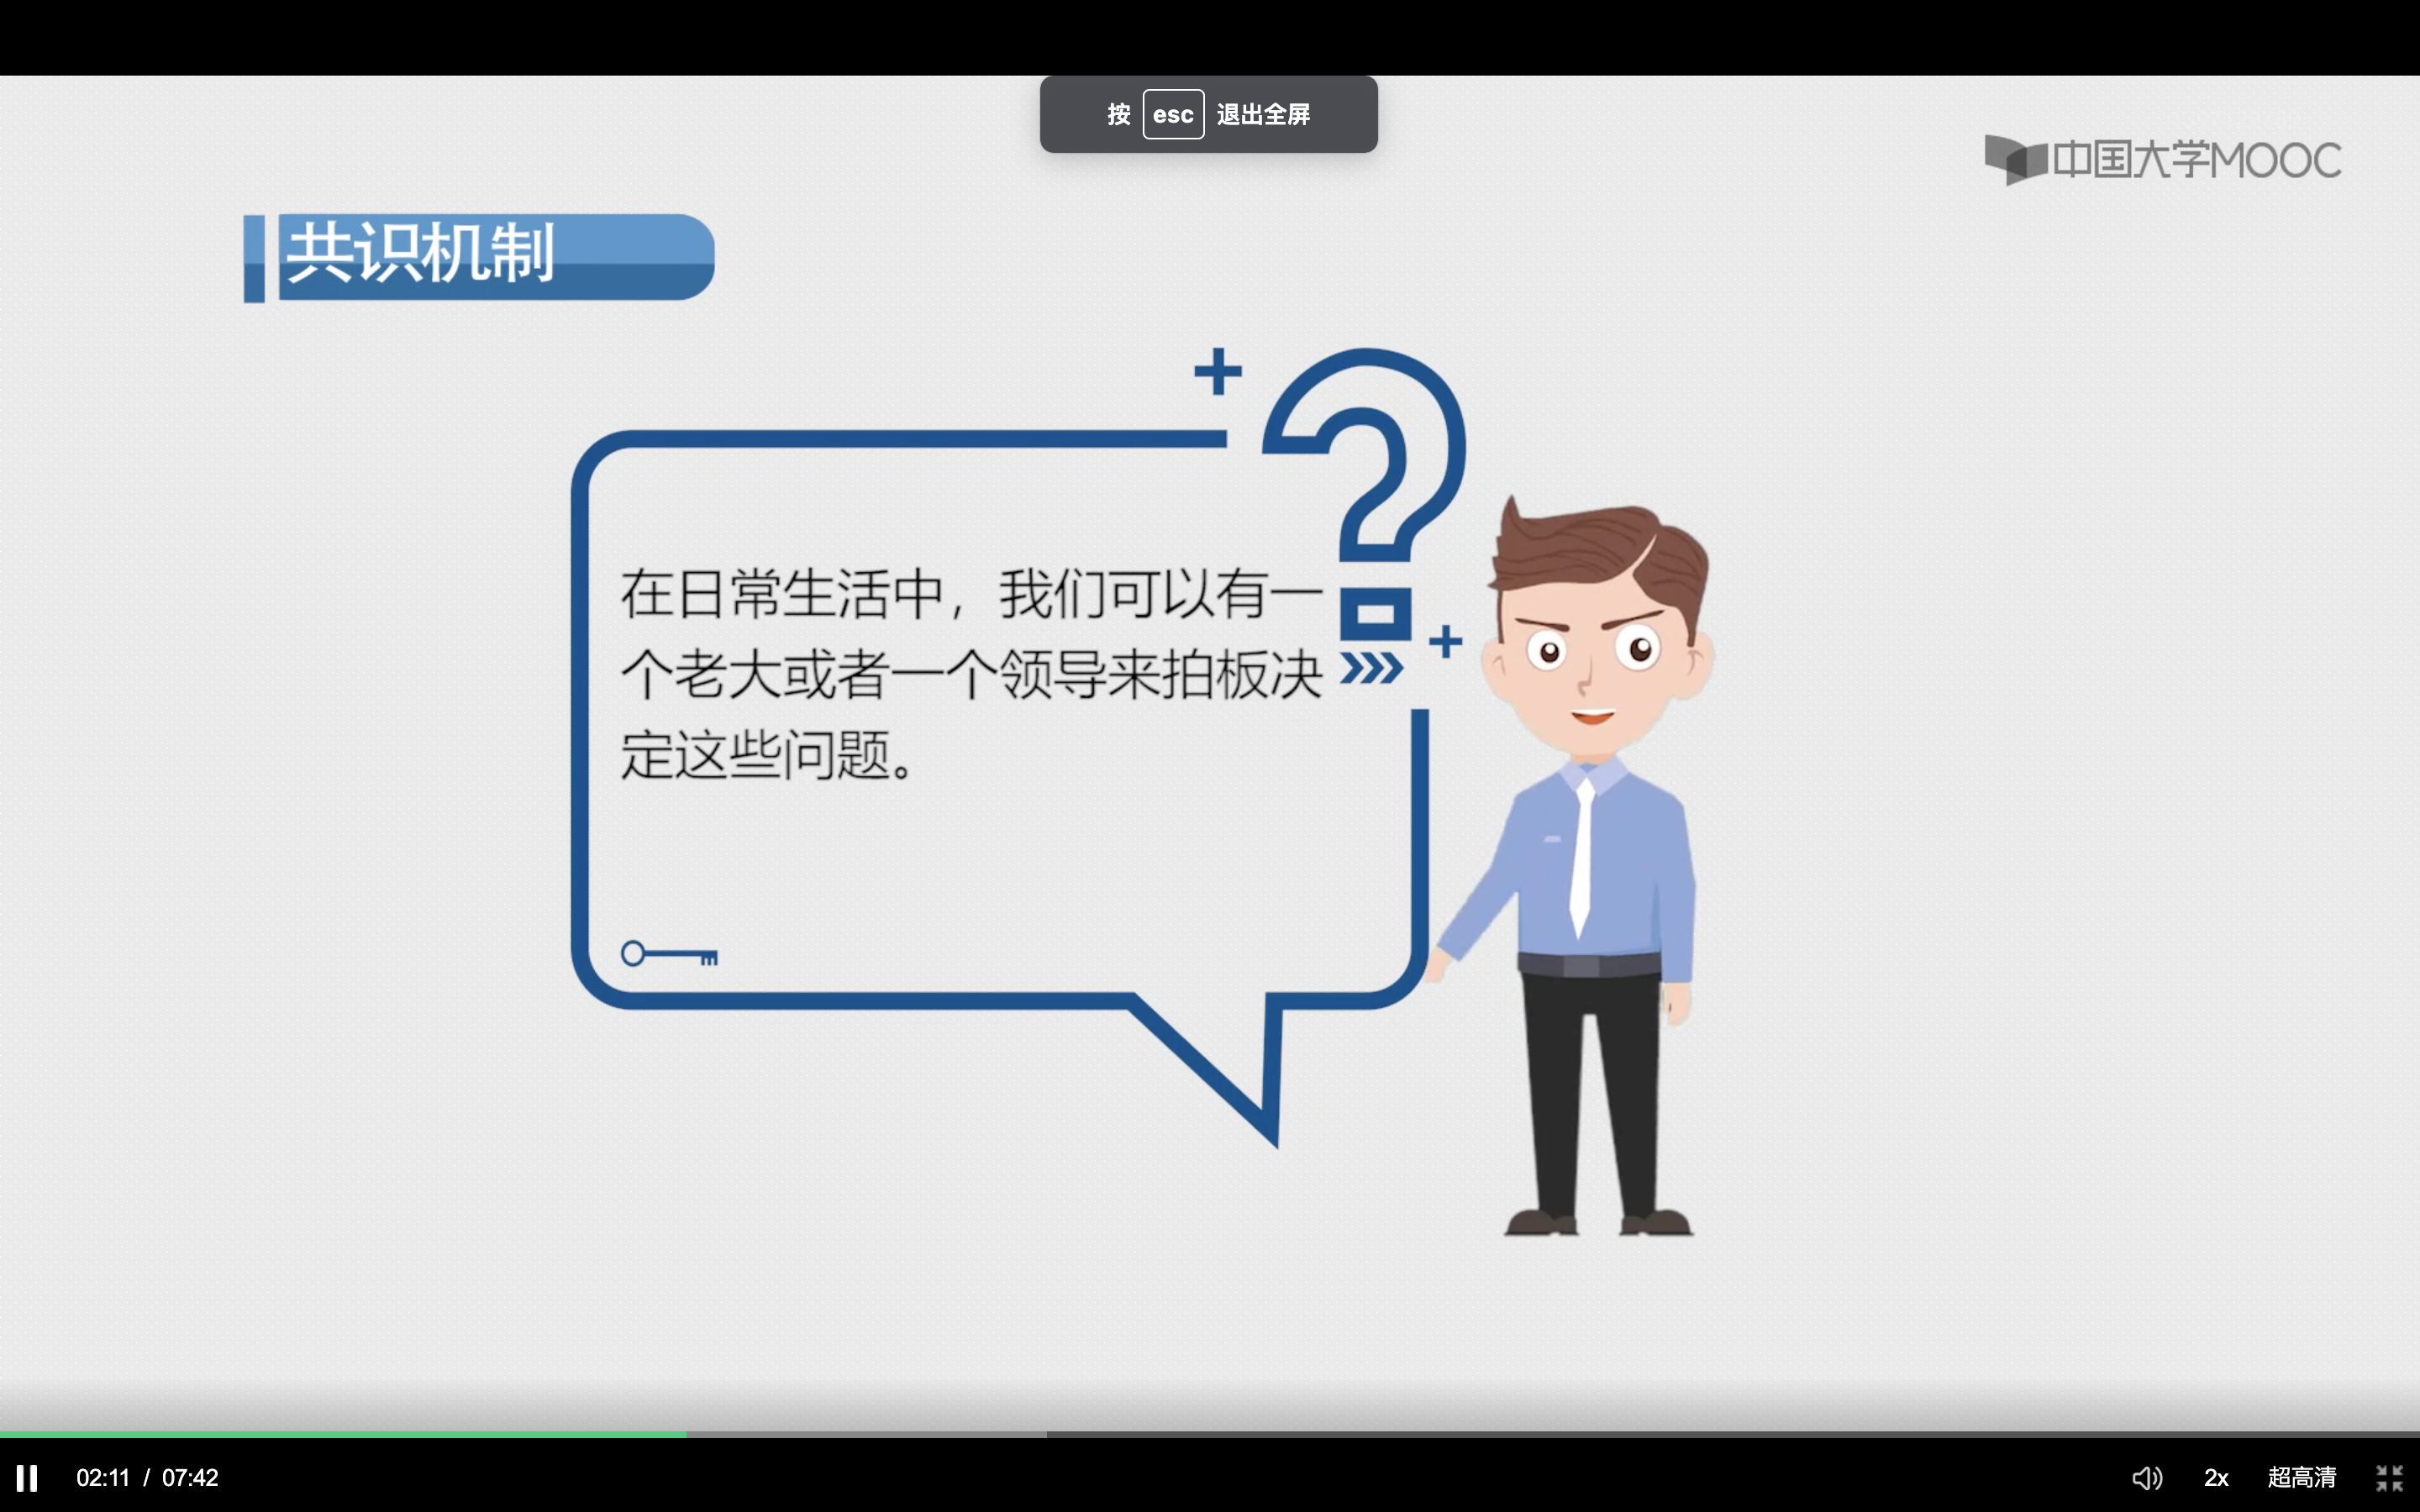 按 esc 退出全屏
中国大学MOOC
共识机制
在日常生活中，我们可以有一
个老大或者一个领导来拍板决
定这些问题。
02:11 / 07:42
2x
超高清